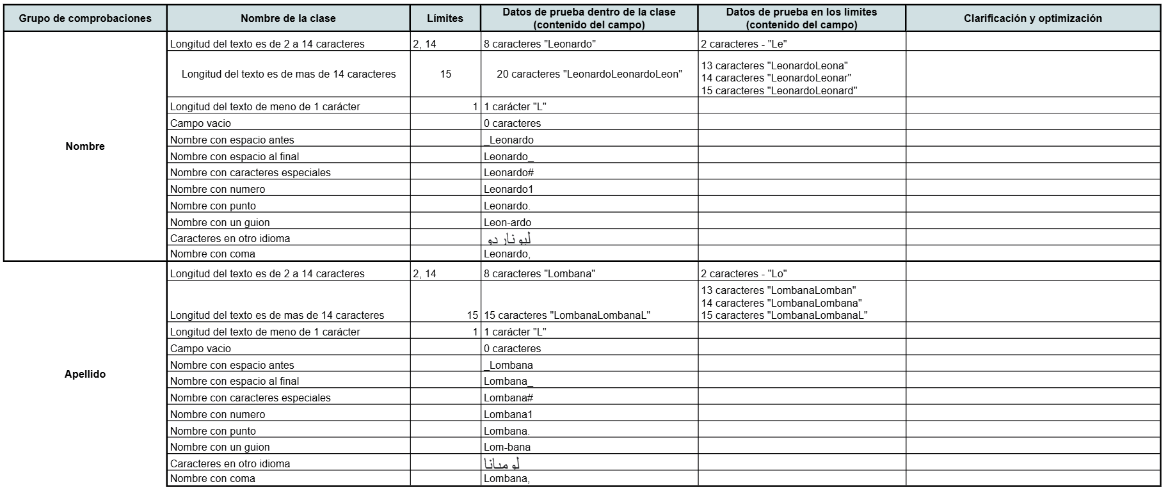 Grupo de comprobaciones
Nombre de la clase
Límites
Datos de prueba dentro de la clase
(contenido del campo)
Datos de prueba en los límites
(contenido del campo)
Clarificación y optimización
Nombre
Longitud del texto es de 2 a 14 caracteres
2, 14
8 caracteres "Leonardo"
2 caracteres - "Le"
Longitud del texto es de mas de 14 caracteres
15
20 caracteres "LeonardoLeonardoLeon"
13 caracteres "LeonardoLeona"
14 caracteres "LeonardoLeonar"
15 caracteres "LeonardoLeonard"
Longitud del texto de meno de 1 carácter
1
1 carácter "L"
Campo vacio
0 caracteres
Nombre con espacio antes
_Leonardo
Nombre con espacio al final
Leonardo_
Nombre con caracteres especiales
Leonardo#
Nombre con numero
Leonardo1
Nombre con punto
Leonardo.
Nombre con un guion
Leon-ardo
Caracteres en otro idioma
ليوناردو
Nombre con coma
Leonardo,
Apellido
Longitud del texto es de 2 a 14 caracteres
2, 14
8 caracteres "Lombana"
2 caracteres - "Lo"
Longitud del texto es de mas de 14 caracteres
15
15 caracteres "LombanaLombanaL"
13 caracteres "LombanaLomban"
14 caracteres "LombanaLombana"
15 caracteres "LombanaLombanaL"
Longitud del texto de meno de 1 carácter
1
1 carácter "L"
Campo vacio
0 caracteres
Nombre con espacio antes
_Lombana
Nombre con espacio al final
Lombana_
Nombre con caracteres especiales
Lombana#
Nombre con numero
Lombana1
Nombre con punto
Lombana.
Nombre con un guion
Lom-bana
Caracteres en otro idioma
لومبانا
Nombre con coma
Lombana,